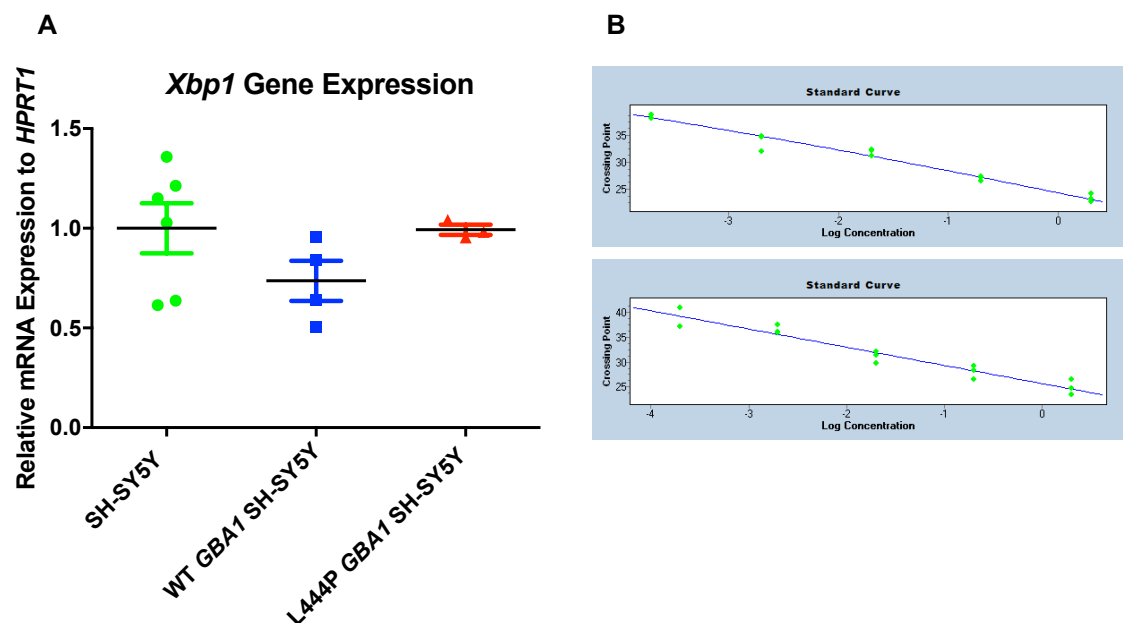 A
B
Xbp1 Gene Expression
Relative mRNA Expression to HPRT1
1.5
1.0
0.5
0.0
SH-SY5Y
WT GBA1 SH-SY5Y
L444P GBA1 SH-SY5Y
Standard Curve
Crossing Point
35
30
25
-3
-2
-1
0
Log Concentration
Standard Curve
Crossing Point
40
35
30
25
-4
-3
-2
-1
0
Log Concentration